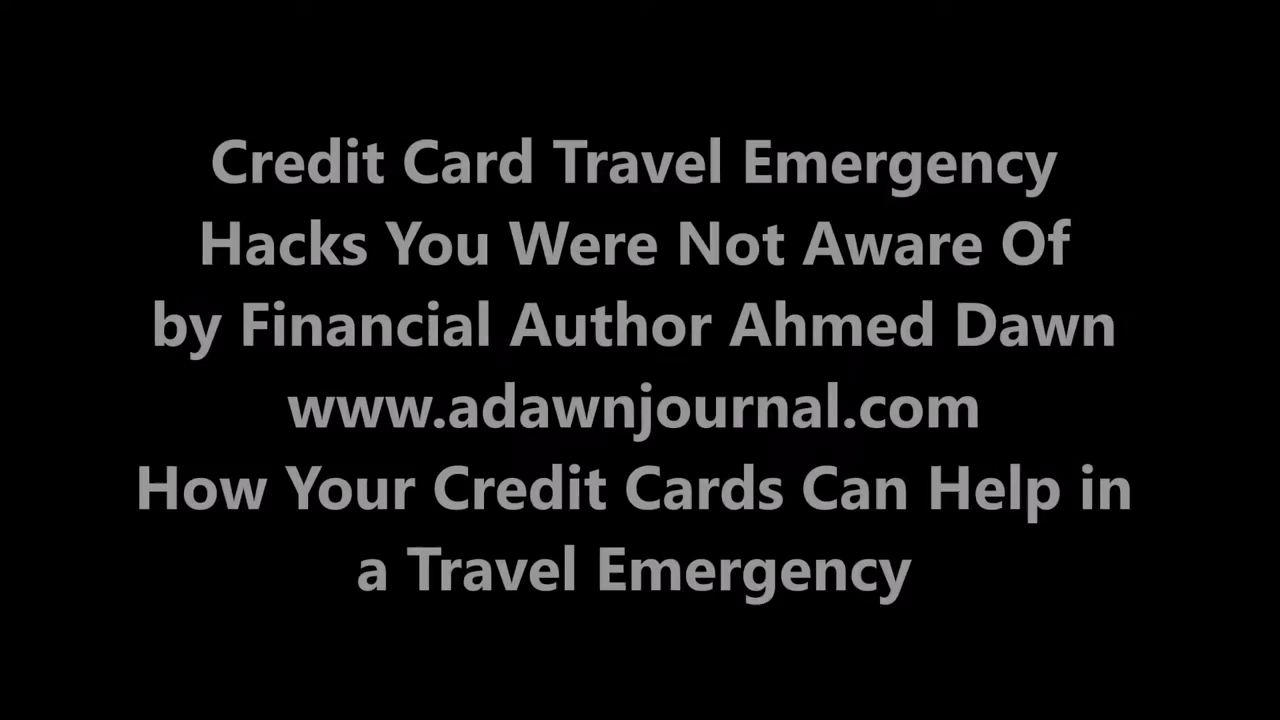 Credit Card Travel Emergency
Hacks You Were Not Aware Of
by Financial Author Ahmed Dawn
www.adawnjournal.com
How Your Credit Cards Can Help in
a Travel Emergency